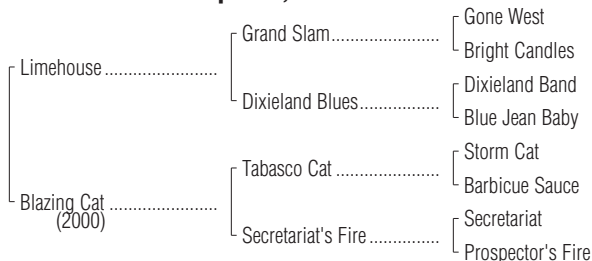 Gone West
Grand Slam
Bright Candles
Limehouse
Dixieland Band
Dixieland Blues
Blue Jean Baby
Storm Cat
Tabasco Cat
Barbicue Sauce
Blazing Cat
(2000)
Secretariat
Secretariat's Fire
Prospector's Fire